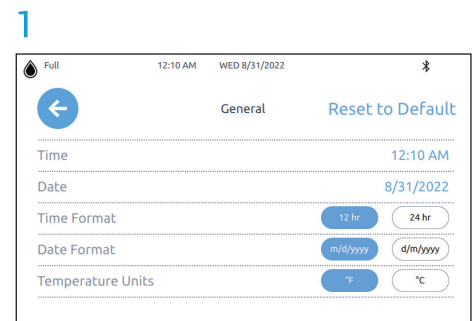 1
Full 12:10 AM WED 8/31/2022
General Reset to Default
Time 12:10 AM
Date 8/31/2022
Time Format 12 hr 24 hr
Date Format m/d/yyyy d/m/yyyy
Temperature Units °F °C